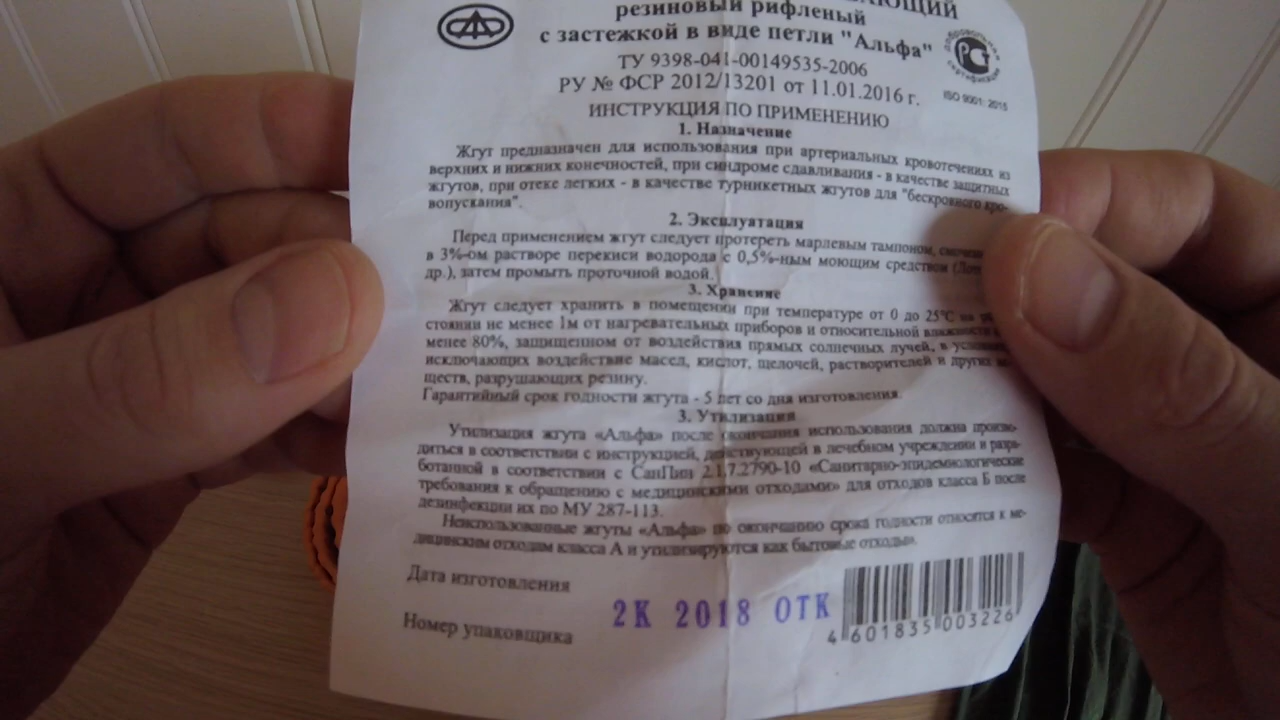 резиновый рифленый
с застежкой в виде петли "Альфа"
добровольная сертификация
РСТ
ТУ 9398-041-00149535-2006
РУ № ФСР 2012/13201 от 11.01.2016 г.
ISO 9001: 2015
ИНСТРУКЦИЯ ПО ПРИМЕНЕНИЮ
1. Назначение
Жгут предназначен для использования при артериальных кровотечениях из
верхних и нижних конечностей, при синдроме сдавливания - в качестве защитных
жгутов, при отеке легких - в качестве турникетных жгутов для "бескровного кро-
вопускания".
2. Эксплуатация
Перед применением жгут следует протереть марлевым тампоном,
в 3%-ом растворе перекиси водорода с 0,5%-ным моющим средством
др.), затем промыть проточной водой.
3. Хранение
Жгут следует хранить в помещении при температуре от 0 до 25°С на
стоянии не менее 1м от нагревательных приборов и относительной влажности
менее 80%, защищенном от воздействия прямых солнечных лучей, в
исключающих воздействие масел, кислот, щелочей, растворителей и других
ществ, разрушающих резину.
Гарантийный срок годности жгута - 5 лет со дня изготовления.
3. Утилизация
Утилизация жгута «Альфа» после окончания использования должна произво-
диться в соответствии с инструкцией, действующей в лечебном учреждении и разра-
ботанной в соответствии с СанПин 2.1.7.2790-10 «Санитарно-эпидемиологические
требования к обращению с медицинскими отходами» для отходов класса Б после
дезинфекции их по МУ 287-113.
Неиспользованные жгуты «Альфа» по окончанию срока годности относятся к ме-
дицинским отходам класса А и утилизируются как бытовые отходы».
Дата изготовления
2К 2018 ОТК
Номер упаковщика
4 601835 003226